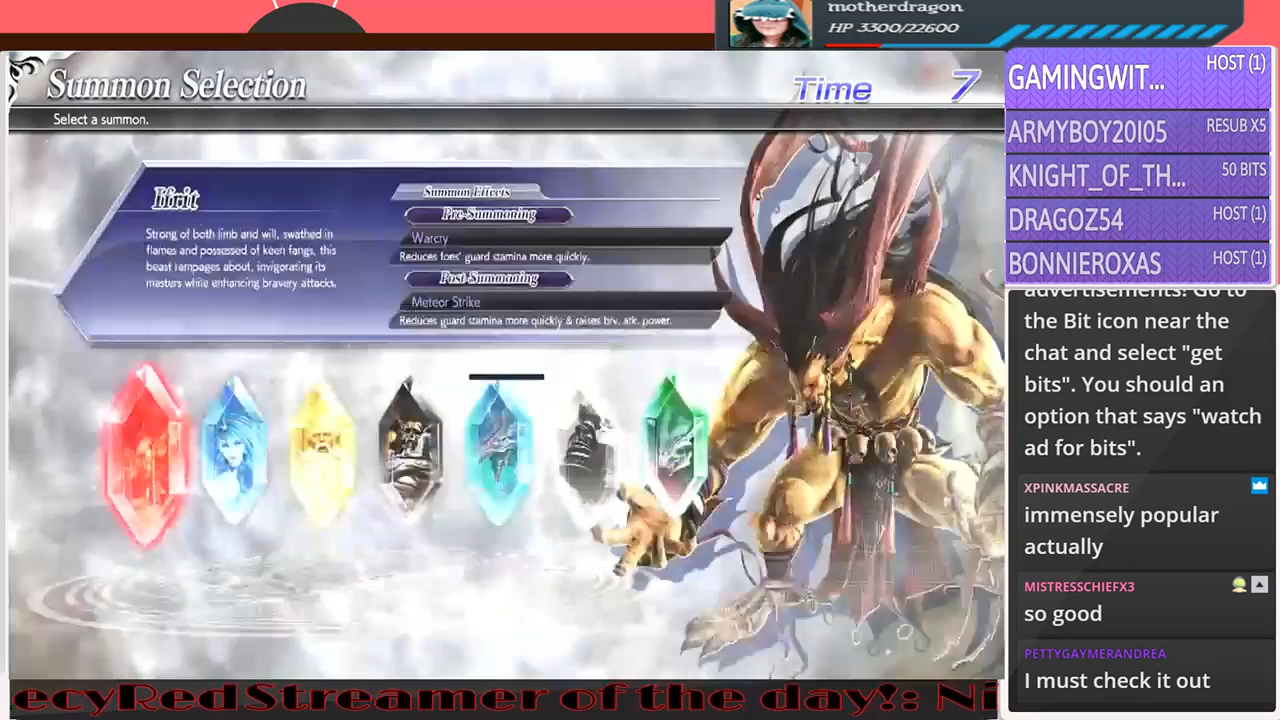 motherdragon
HP 3300/22600
Summon Selection
Time 7
Select a summon.
Ifrit
Strong of both limb and will, swathed in
flames and possessed of keen fangs, this
beast rampages about, invigorating its
masters while enhancing bravery attacks.
Summon Effects
Pre-Summoning
Warcry
Reduces foes' guard stamina more quickly.
Post-Summoning
Meteor Strike
Reduces guard stamina more quickly & raises brv. atk. power.
GAMINGWIT... HOST (1)
ARMYBOY20105 RESUB X5
KNIGHT_OF_TH... 50 BITS
DRAGOZ54 HOST (1)
BONNIEROXAS HOST (1)
advertisements! Go to
the Bit icon near the
chat and select "get
bits". You should an
option that says "watch
ad for bits".
XPINKMASSACRE
immensely popular
actually
MISTRESSCHIEFX3
so good
PETTYGAYMERANDREA
I must check it out
ecyRedStreamer of the day!: Ni